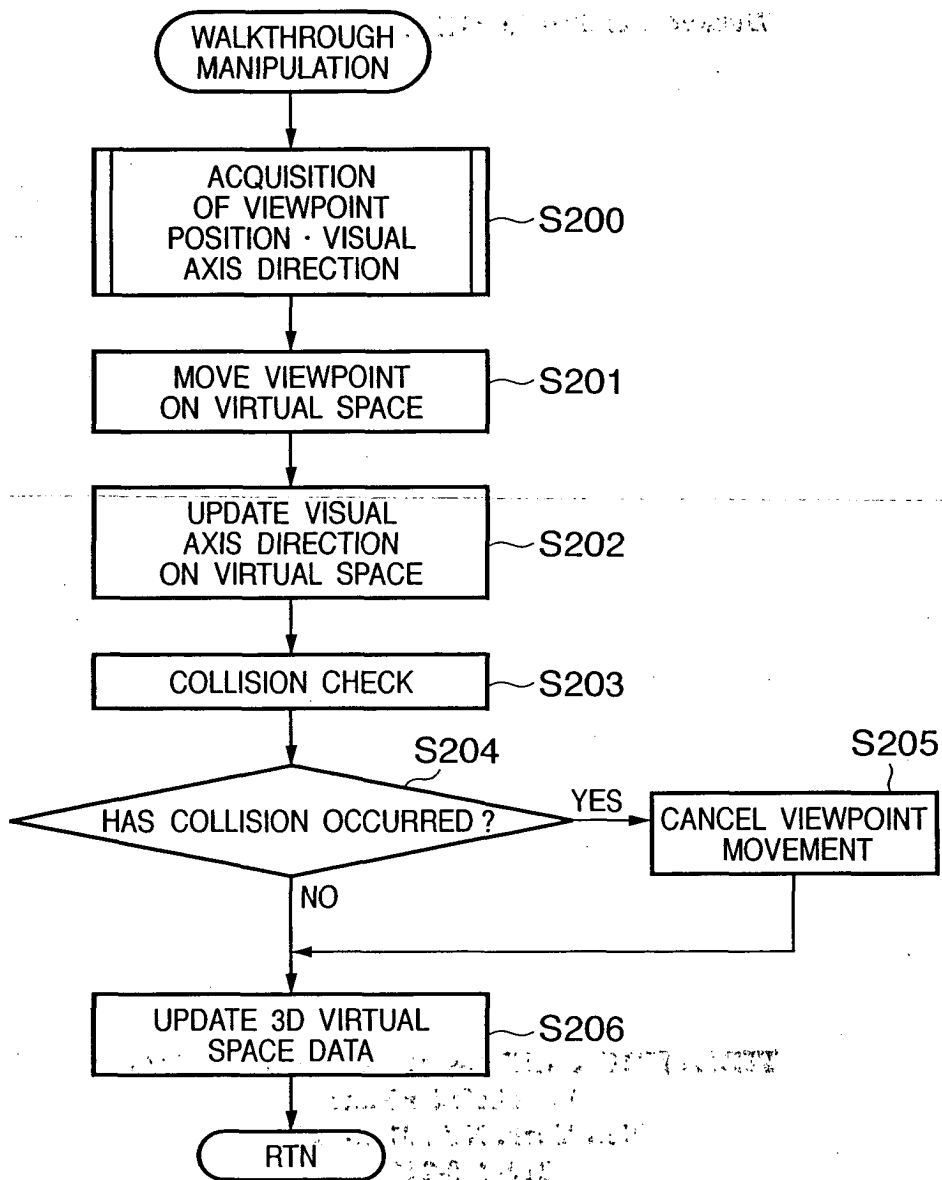 WALKTHROUGH
MANIPULATION
ACQUISITION
OF VIEWPOINT
POSITION · VISUAL
AXIS DIRECTION
S200
MOVE VIEWPOINT
ON VIRTUAL SPACE
S201
UPDATE VISUAL
AXIS DIRECTION
ON VIRTUAL SPACE
S202
COLLISION CHECK
S203
S204
HAS COLLISION OCCURRED ?
YES
S205
CANCEL VIEWPOINT
MOVEMENT
NO
UPDATE 3D VIRTUAL
SPACE DATA
S206
RTN